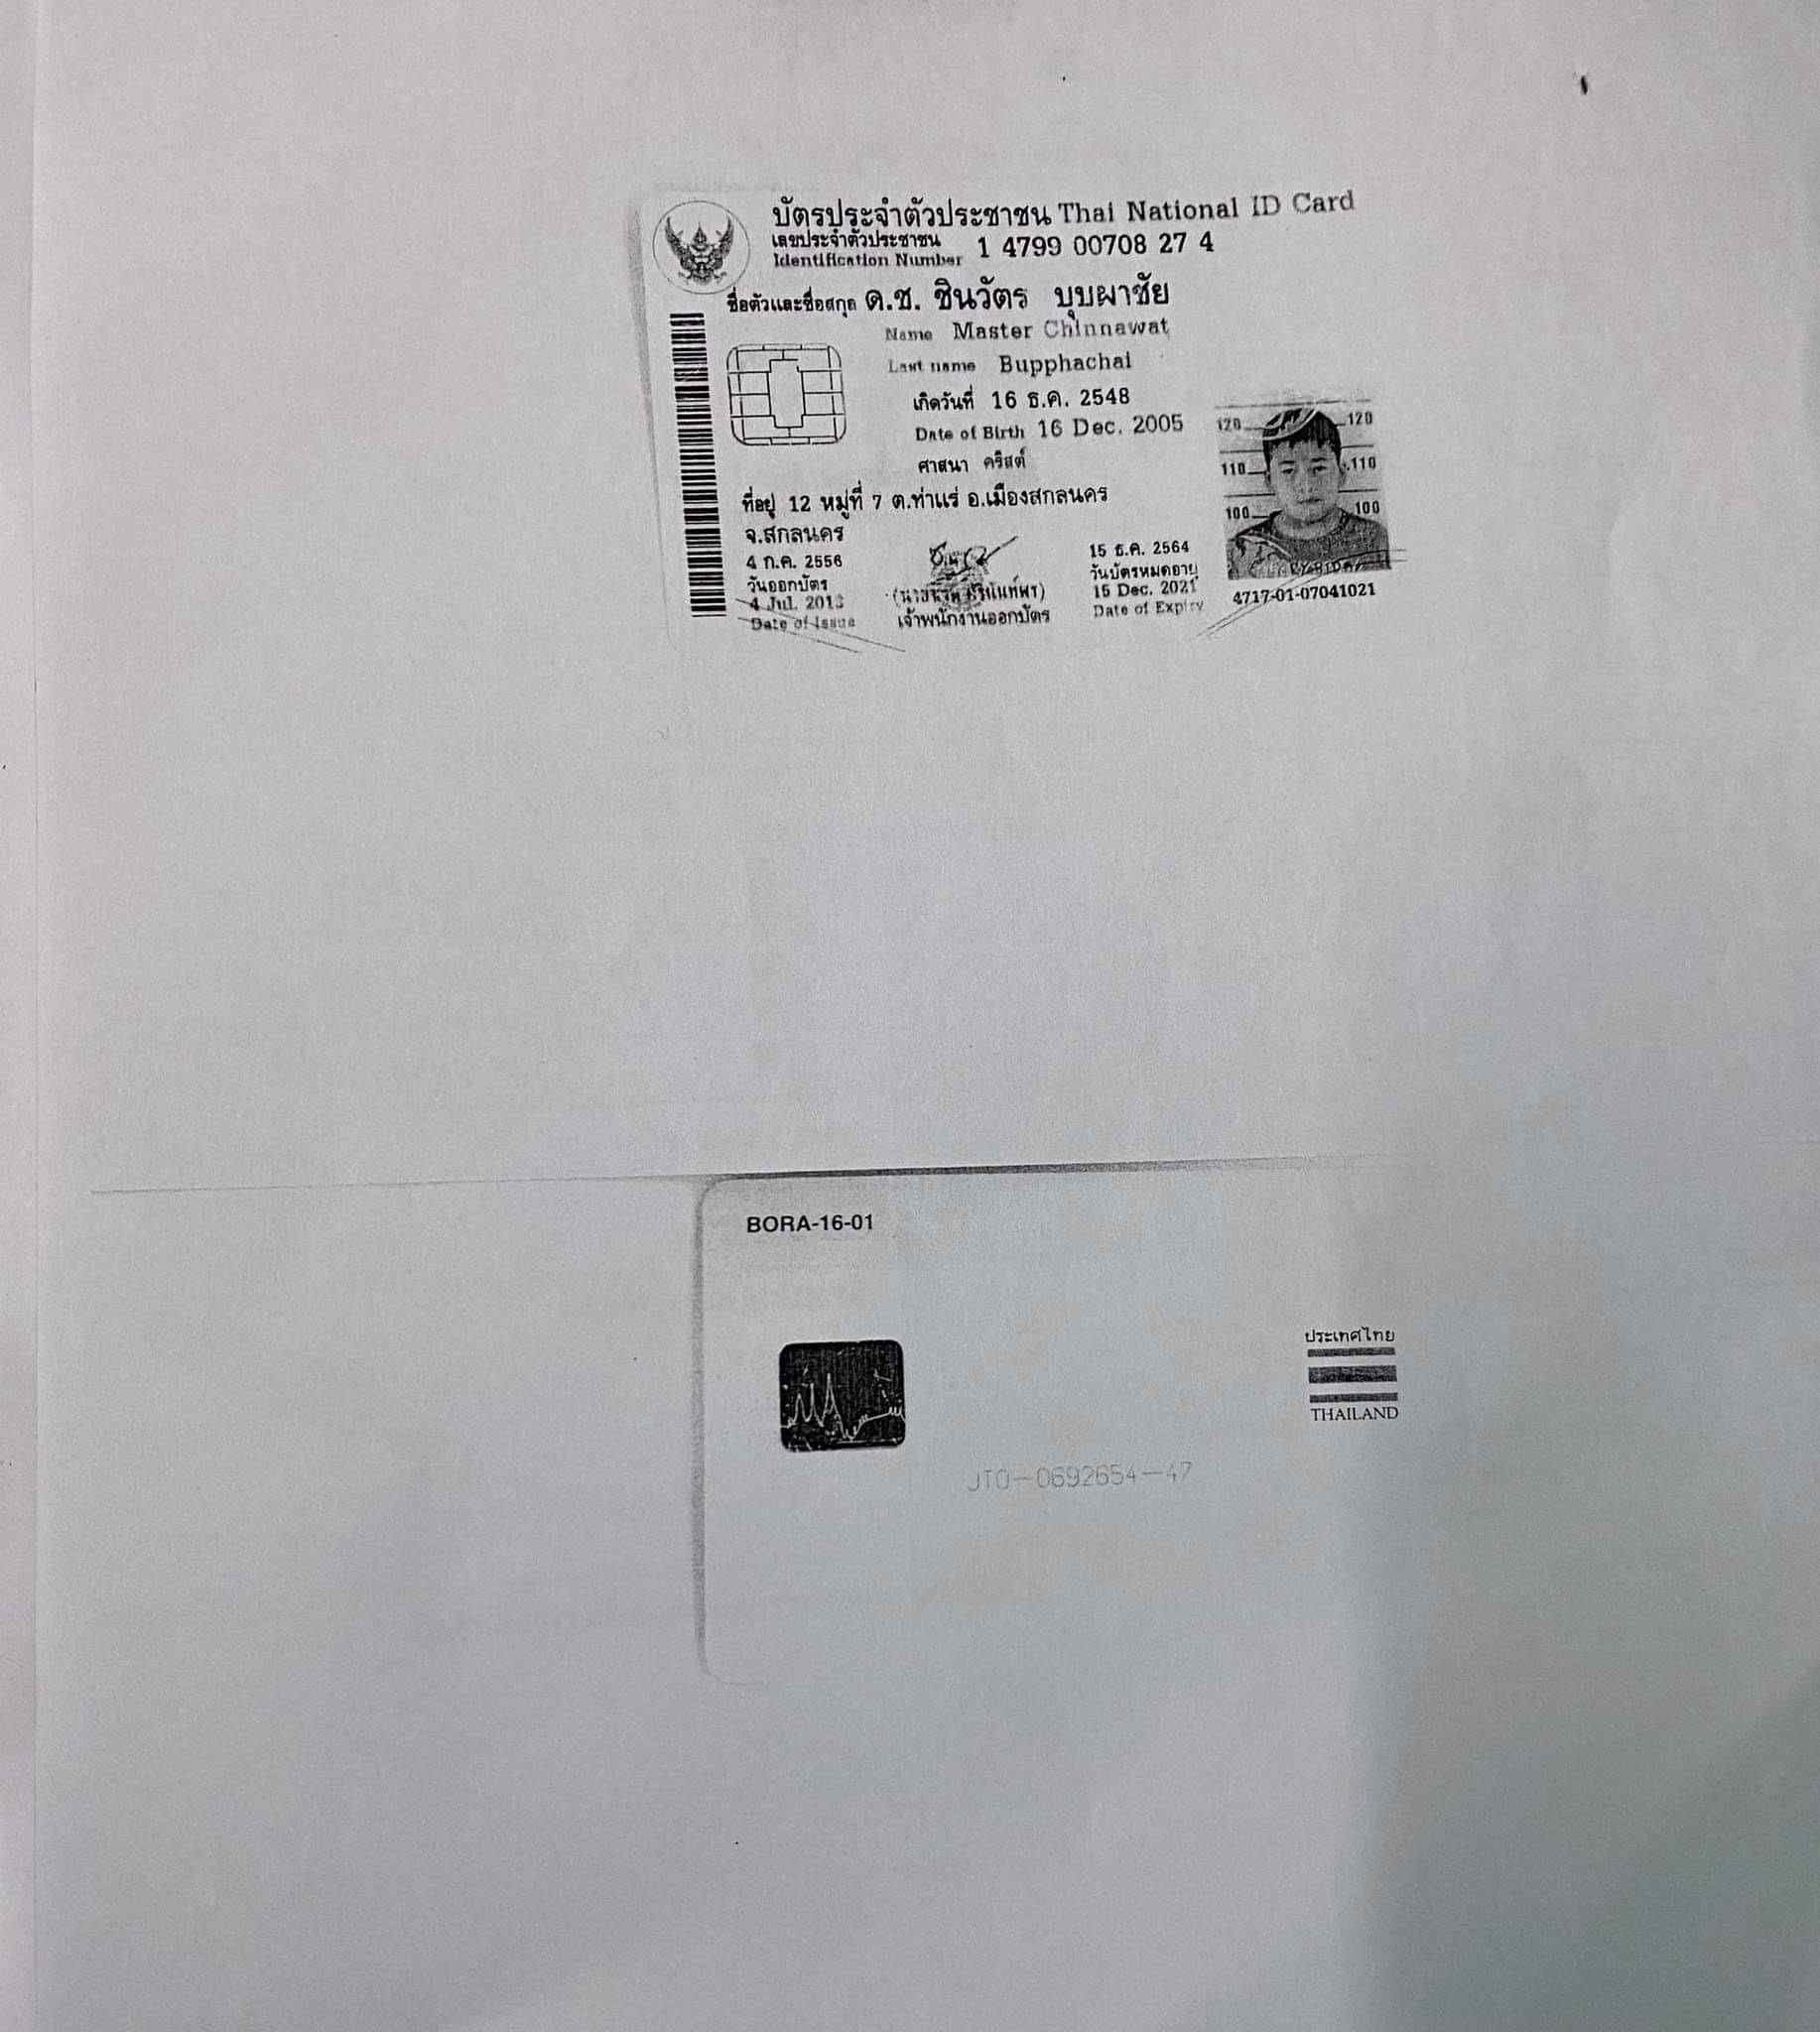 บัตรประจำตัวประชาชน Thai National ID Card
เลขประจำตัวประชาชน
Identification Number 1 4799 00708 27 4
ชื่อตัวและชื่อสกุล ด.ช. ชินวัตร บุบผาชัย
Name Master Chinnawat
Last name Bupphachai
เกิดวันที่ 16 ธ.ค. 2548
Date of Birth 16 Dec. 2005
ศาสนา คริสต์
ที่อยู่ 12 หมู่ที่ 7 ต.ท่าแร่ อ.เมืองสกลนคร
จ.สกลนคร
120 120
110 110
100 100
4 ก.ค. 2556
วันออกบัตร
4 Jul. 2013
Date of Issue
เจ้าพนักงานออกบัตร
15 ธ.ค. 2564
วันบัตรหมดอายุ
15 Dec. 2021
Date of Expiry
4717-01-07041021
BORA-16-01
ประเทศไทย
THAILAND
JT0-0692654-47